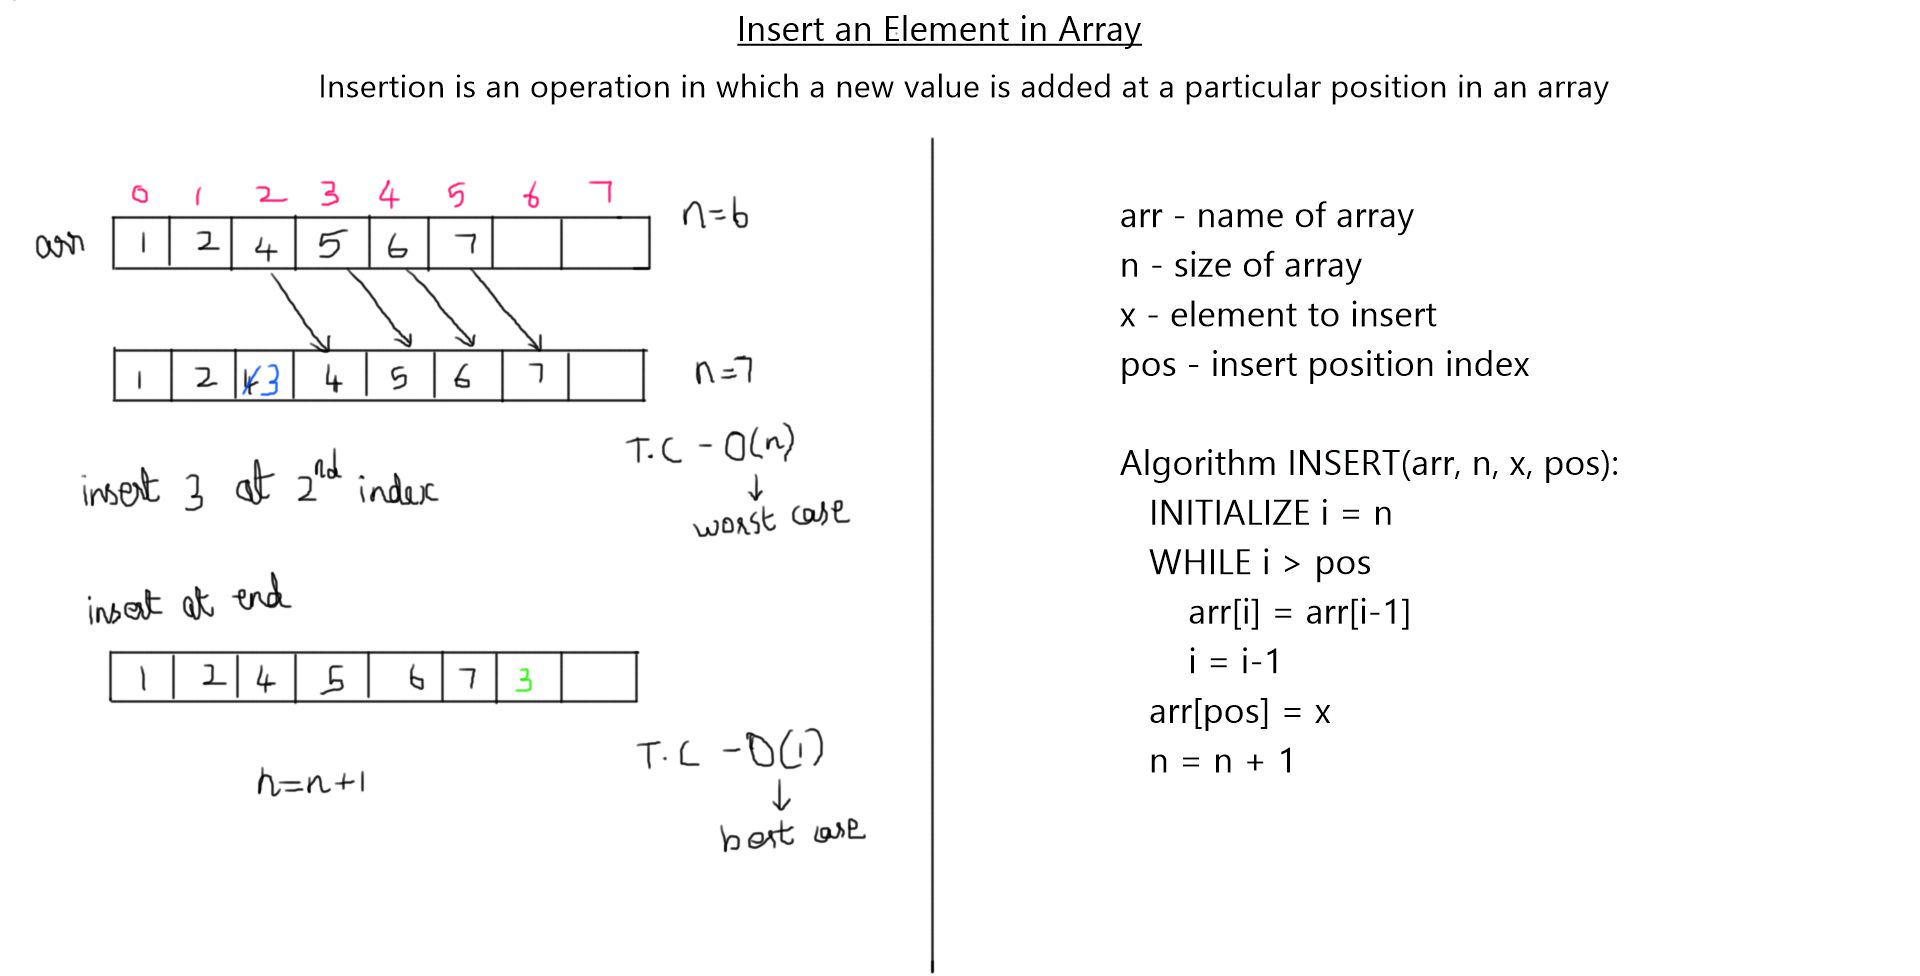 Insert an Element in Array
Insertion is an operation in which a new value is added at a particular position in an array
0 1 2 3 4 5 6 7
arr 1 2 4 5 6 7 n=6
1 2 4 3 4 5 6 7 n=7
T.C - O(n)
worst case
insert 3 at 2nd index
insert at end
1 2 4 5 6 7 3
T.C - O(1)
best case
n=n+1
arr - name of array
n - size of array
x - element to insert
pos - insert position index
Algorithm INSERT(arr, n, x, pos):
INITIALIZE i = n
WHILE i > pos
arr[i] = arr[i-1]
i = i-1
arr[pos] = x
n = n + 1